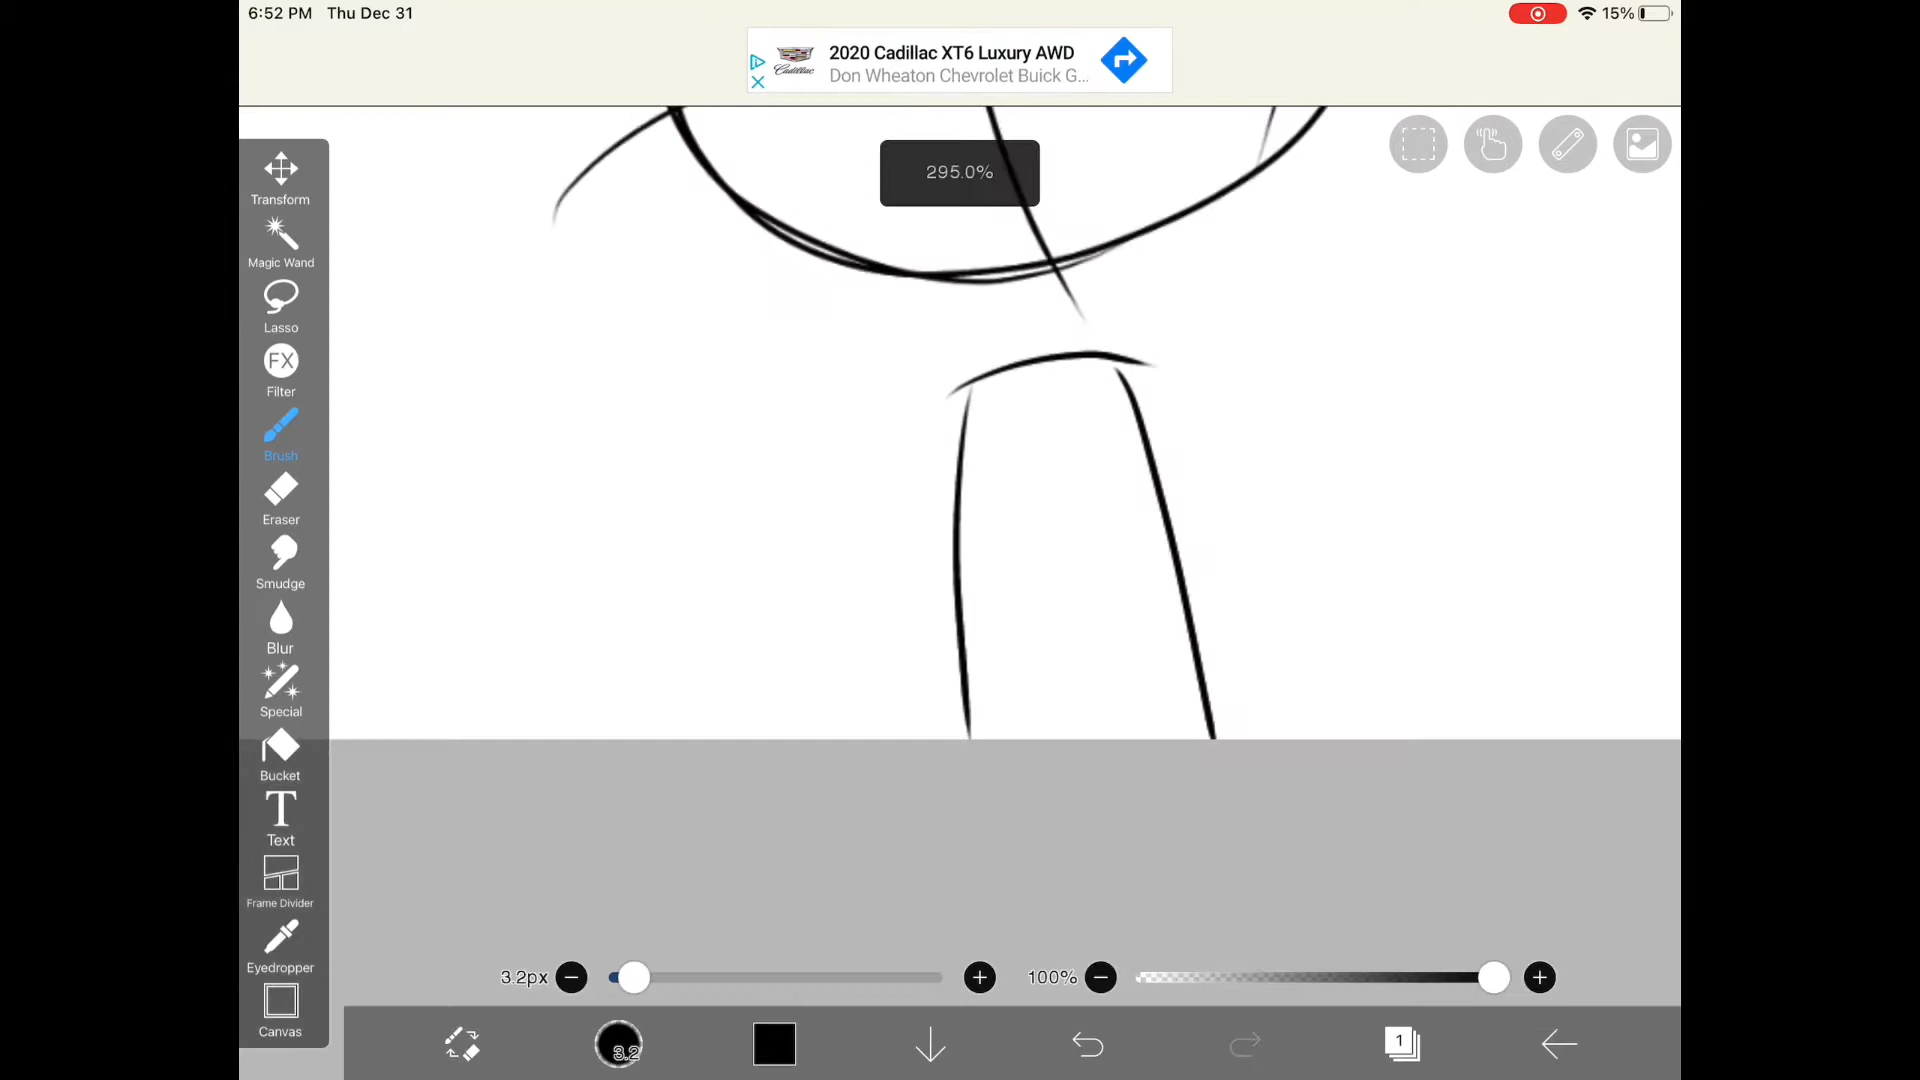 6:52 PM Thu Dec 31
15%
2020 Cadillac XT6 Luxury AWD
Cadillac
Don Wheaton Chevrolet Buick G...
295.0%
Transform
Magic Wand
Lasso
FX
Filter
Brush
Eraser
Smudge
Blur
Special
Bucket
T
Text
Frame Divider
Eyedropper
Canvas
3.2px
100%
3.2
1